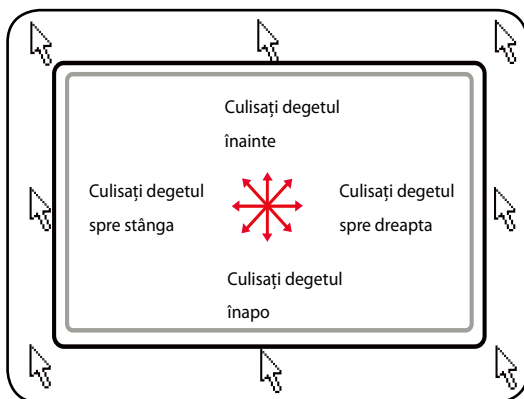 Culisați degetul
înainte
Culisați degetul
spre stânga
Culisați degetul
spre dreapta
Culisați degetul
înapo